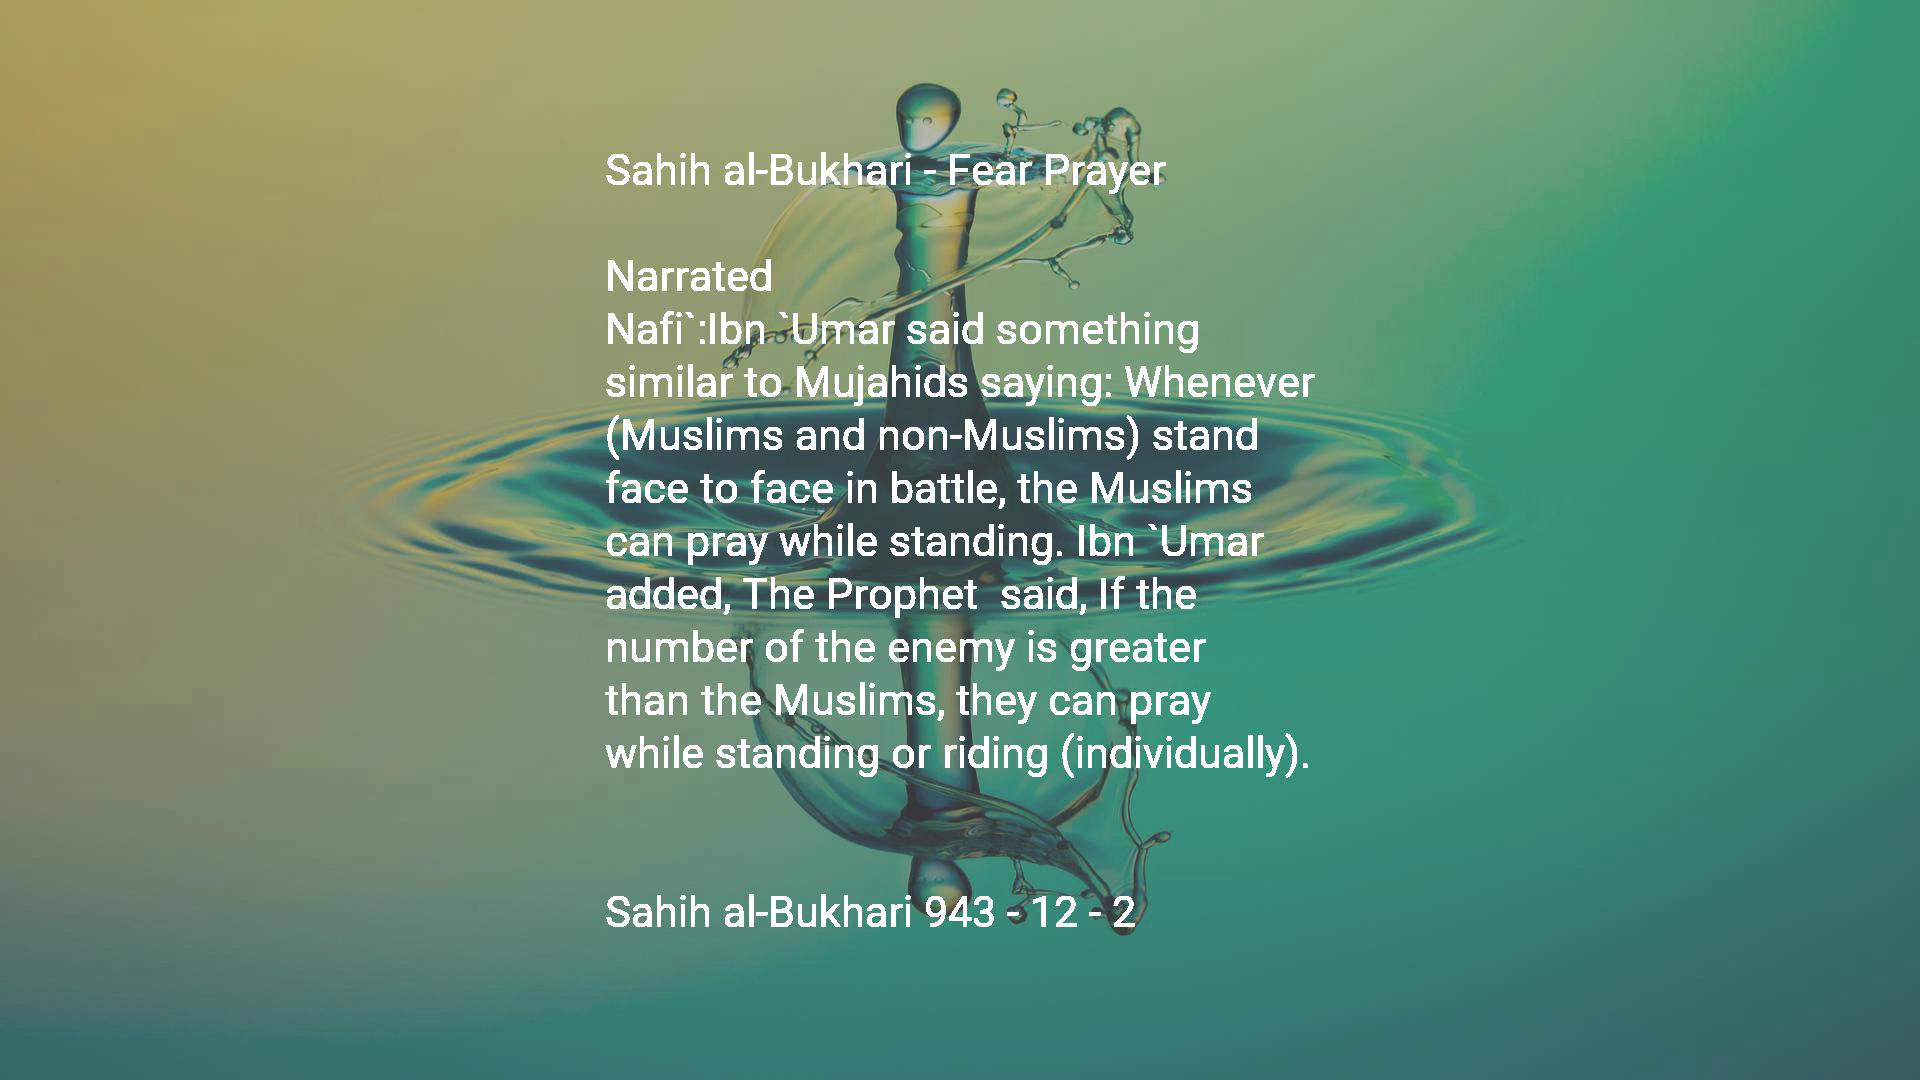 Sahih al-Bukhari - Fear Prayer
Narrated
Nafi`:Ibn `Umar said something
similar to Mujahids saying: Whenever
(Muslims and non-Muslims) stand
face to face in battle, the Muslims
can pray while standing. Ibn `Umar
added, The Prophet  said, If the
number of the enemy is greater
than the Muslims, they can pray
while standing or riding (individually).
Sahih al-Bukhari 943 - 12 - 2